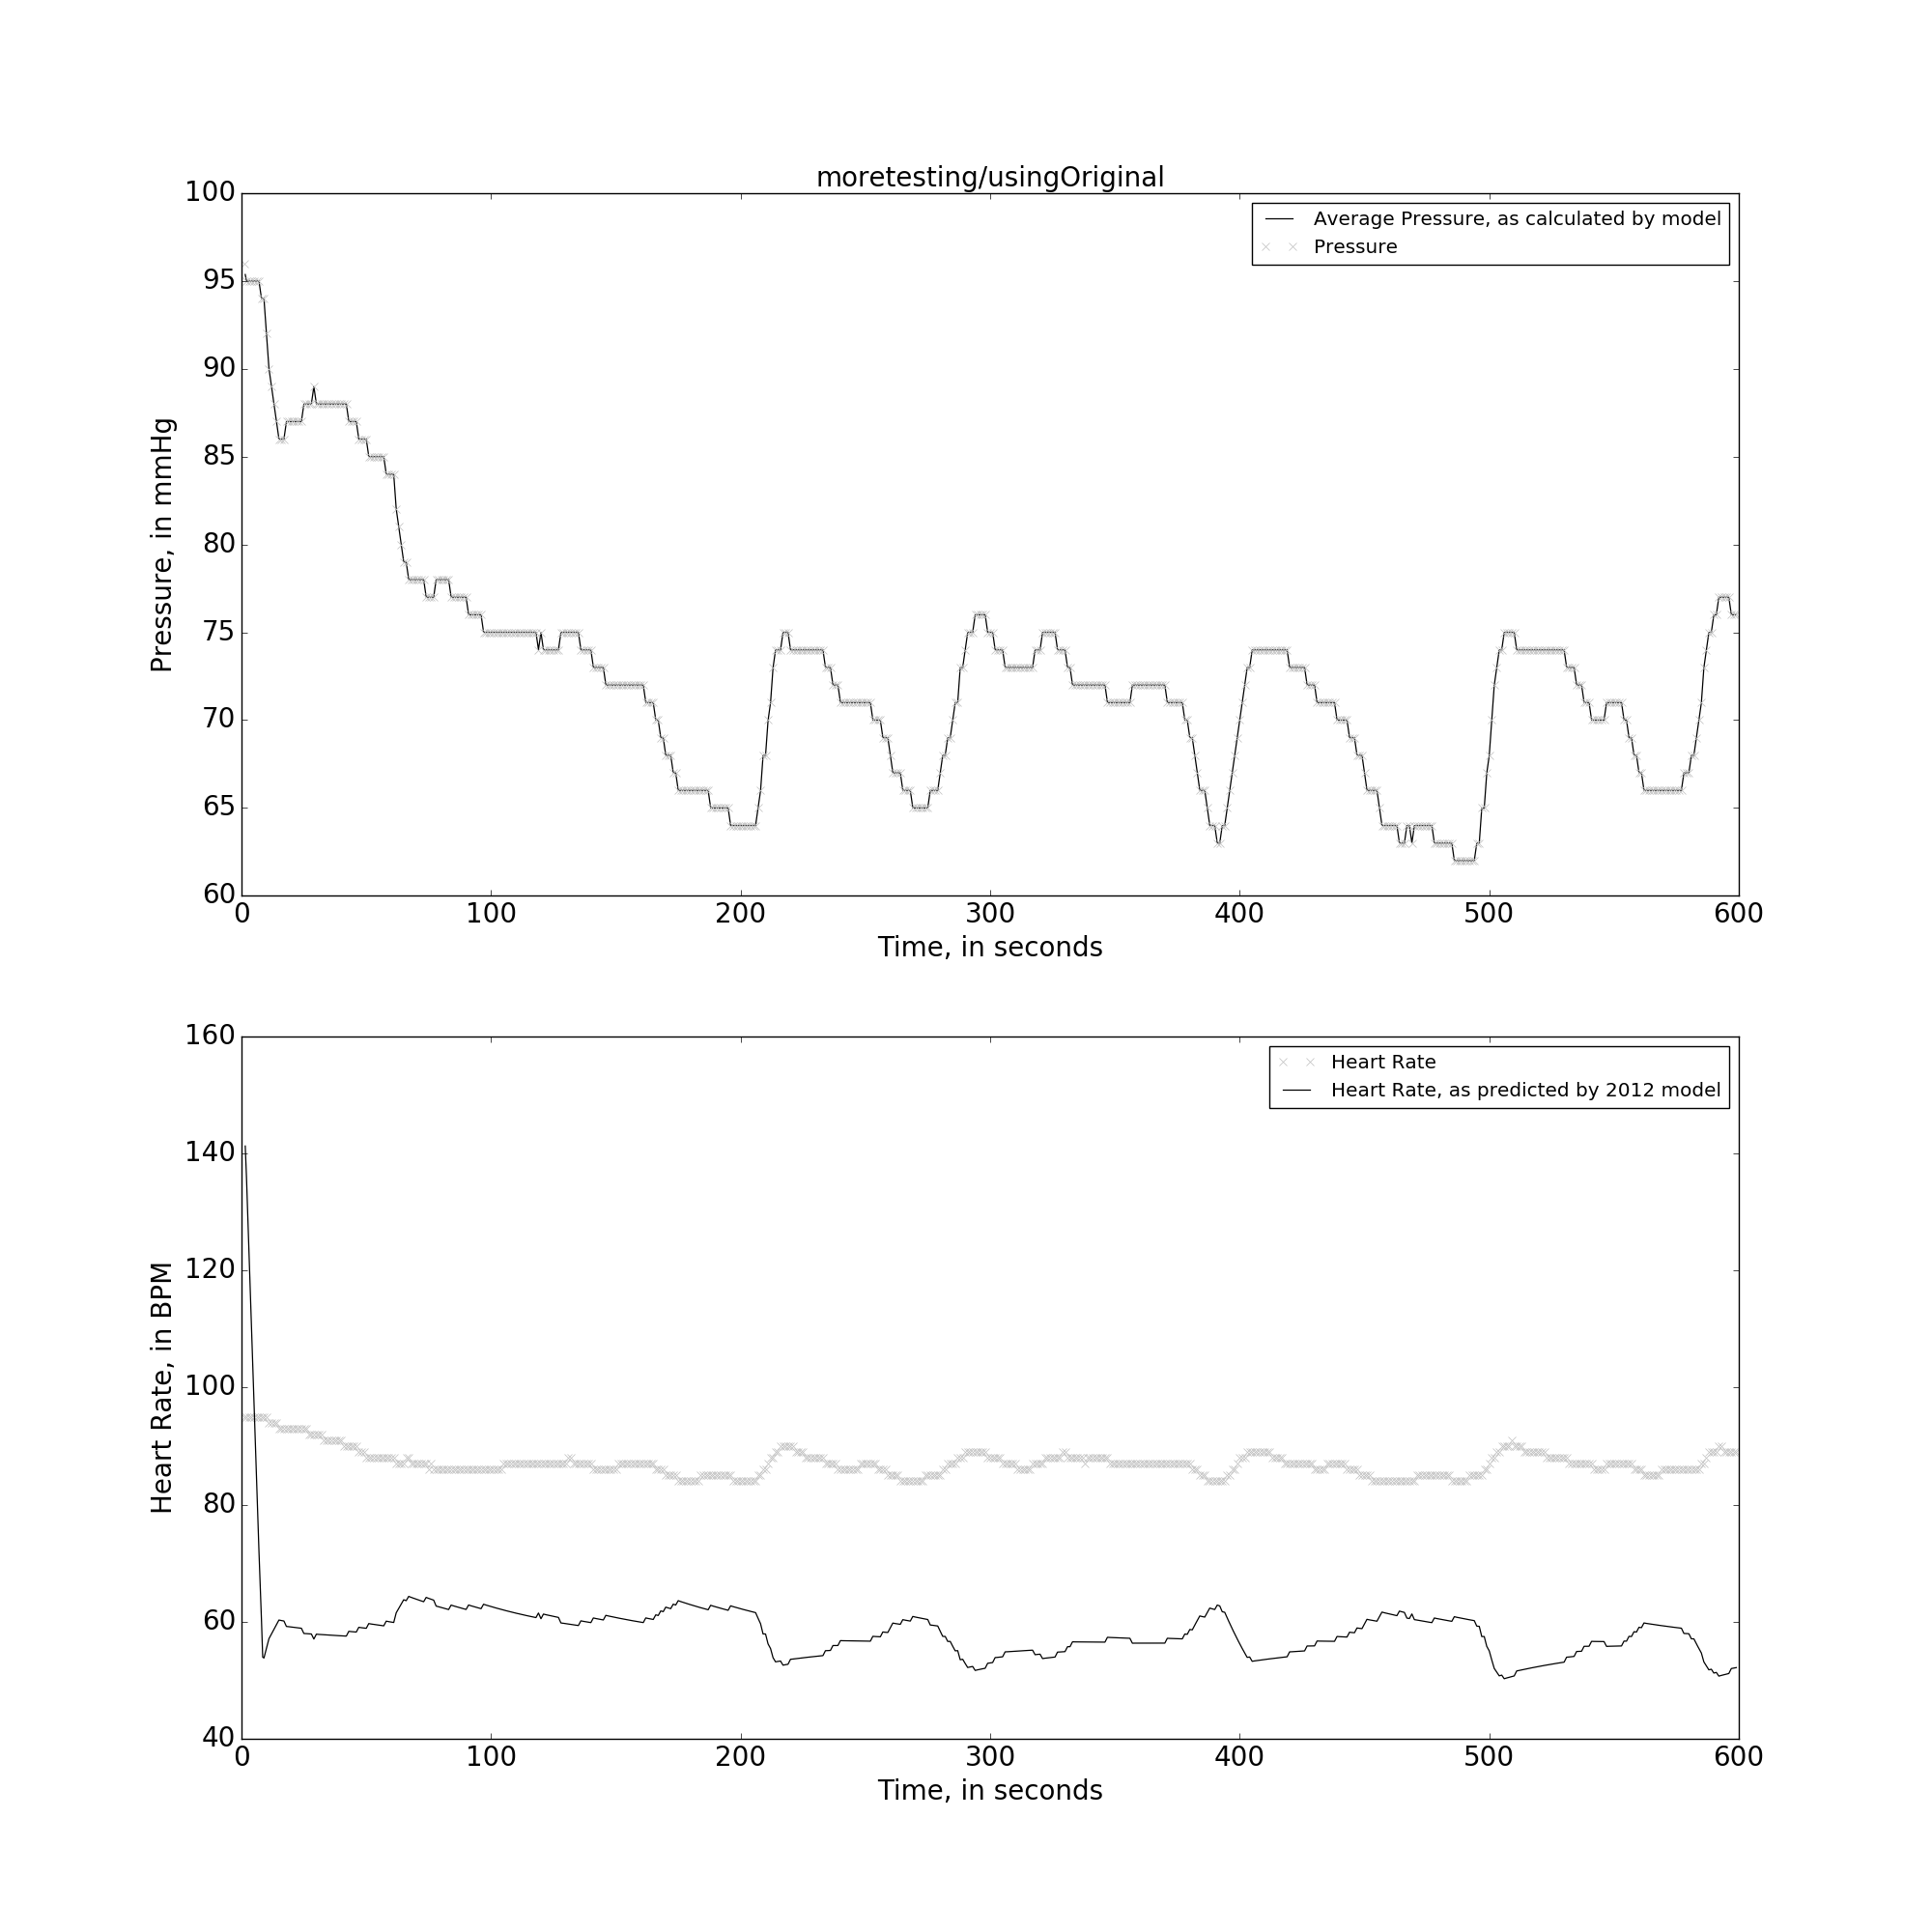 moretesting/usingOriginal
100
95
90
85
80
75
70
65
60
Pressure, in mmHg
Average Pressure, as calculated by model
Pressure
0 100 200 300 400 500 600
Time, in seconds
160
140
120
100
80
60
40
Heart Rate, in BPM
Heart Rate
Heart Rate, as predicted by 2012 model
0 100 200 300 400 500 600
Time, in seconds